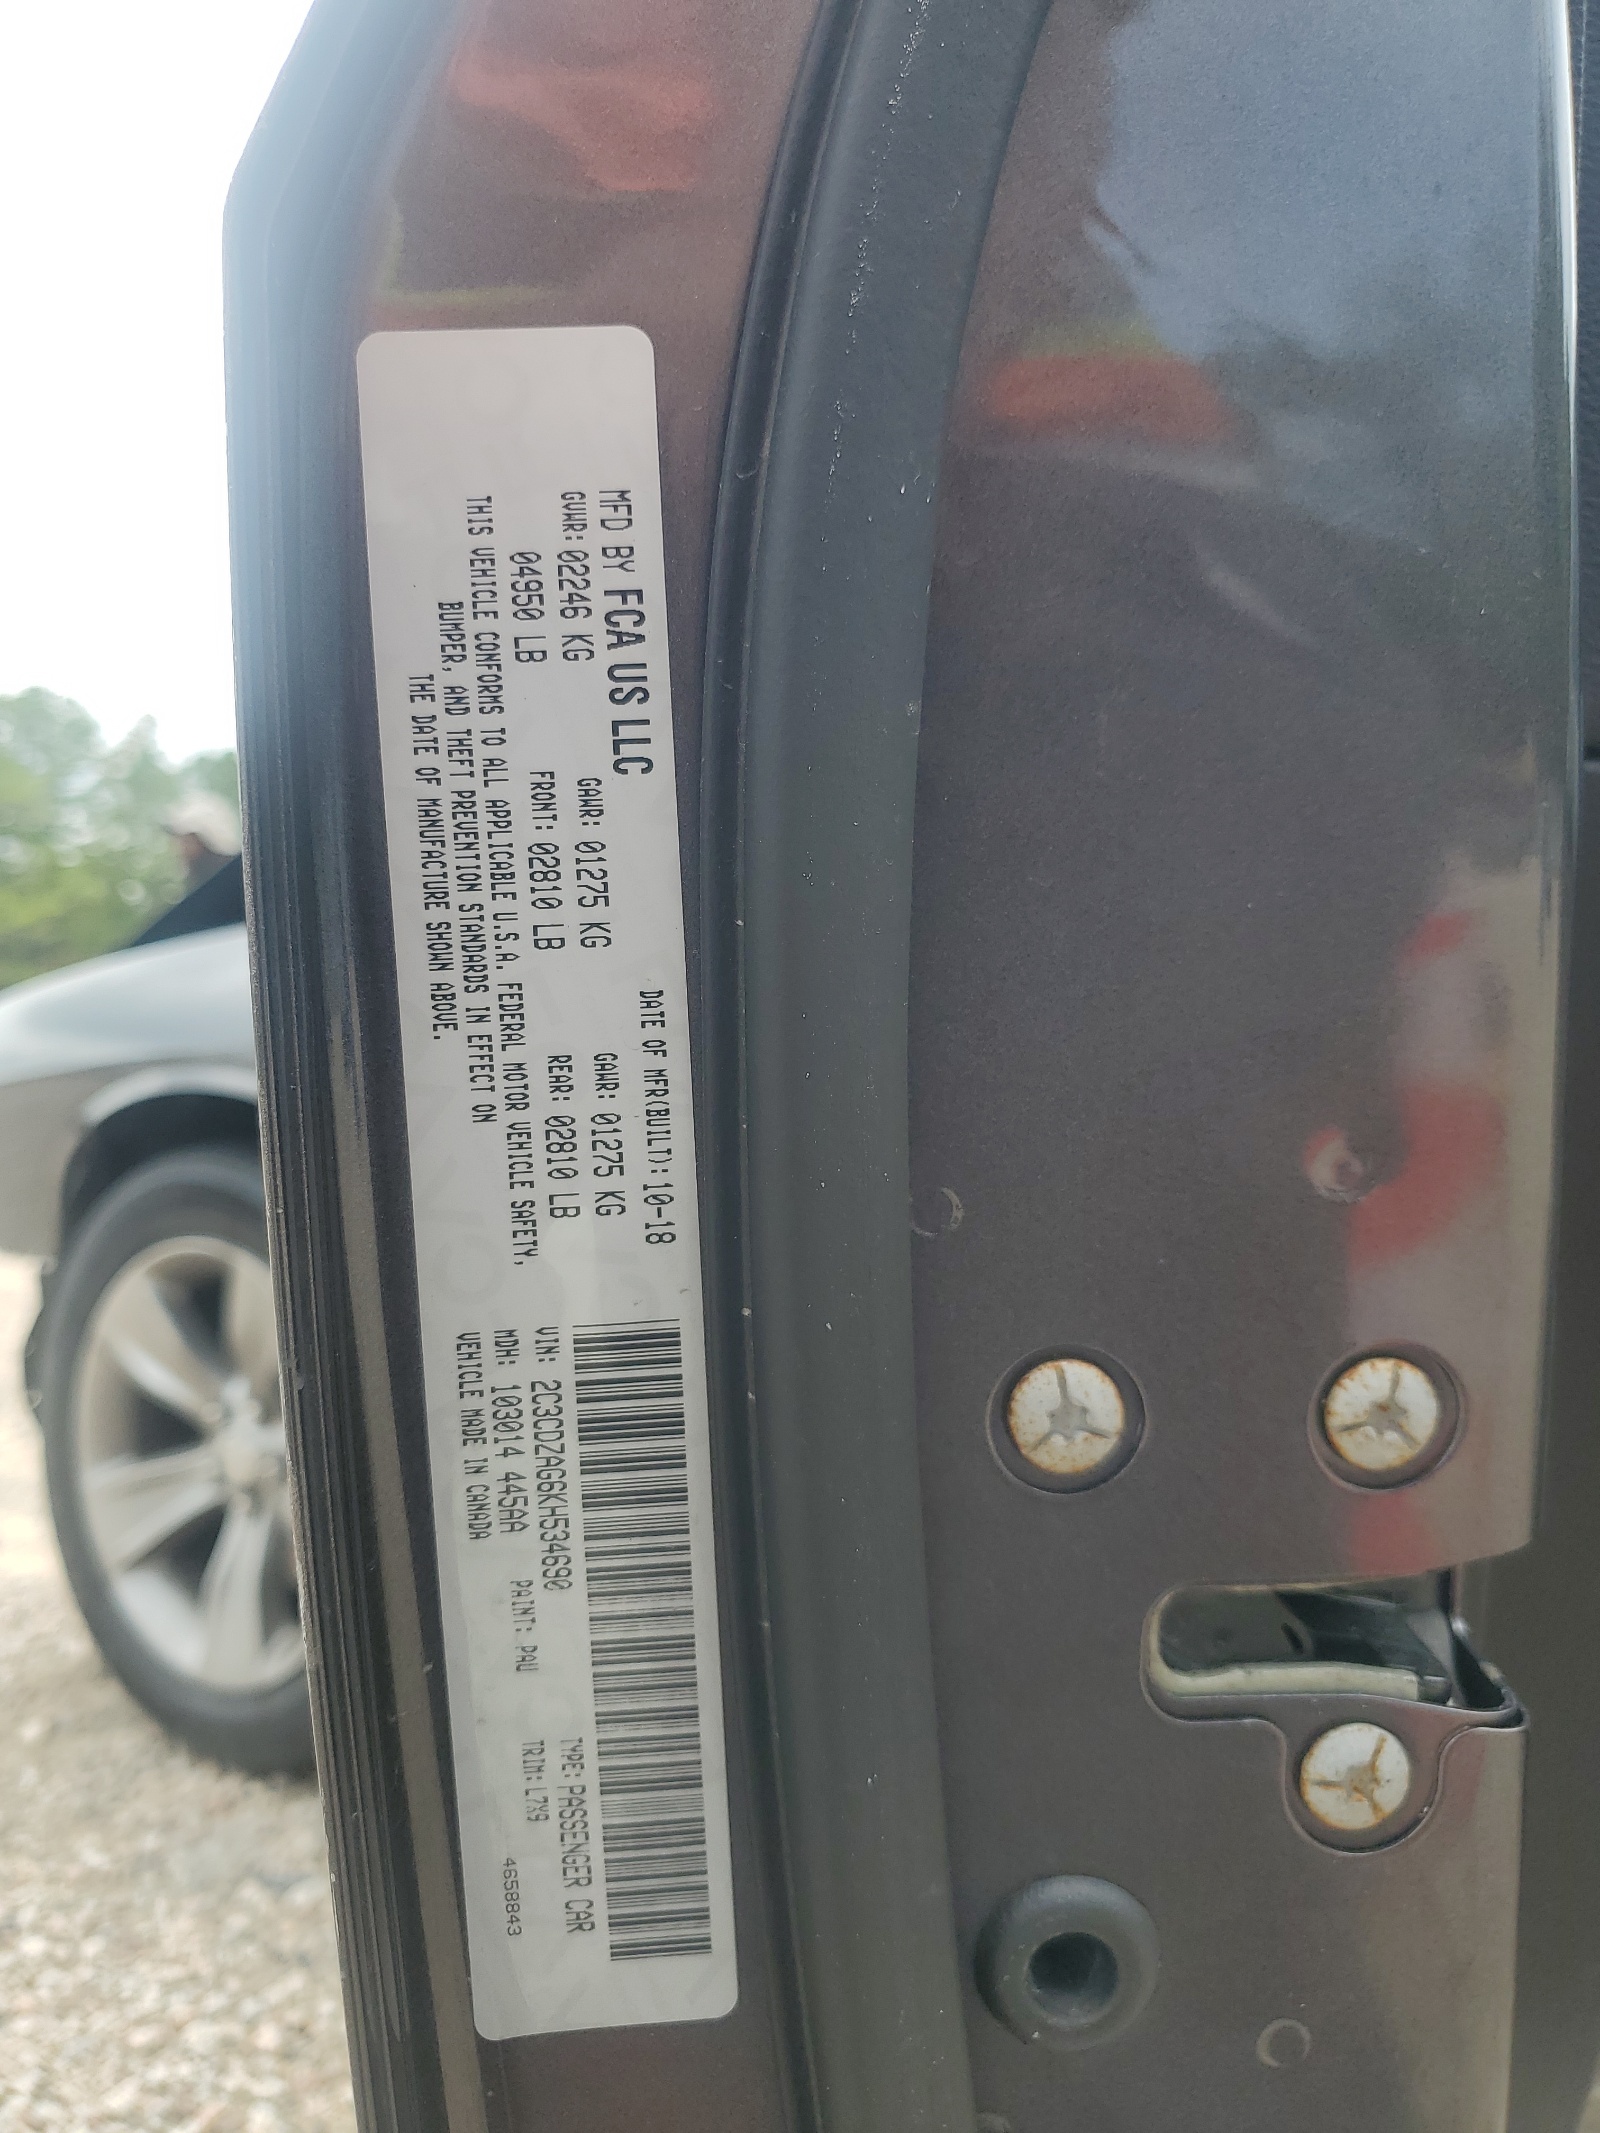 MFD BY FCA US LLC
DATE OF MFR(BUILT): 10-18
GVWR: 02246 KG
GAWR: 01275 KG
GAWR: 01275 KG
04950 LB
FRONT: 02810 LB
REAR: 02810 LB
THIS VEHICLE CONFORMS TO ALL APPLICABLE U.S.A. FEDERAL MOTOR VEHICLE SAFETY,
BUMPER, AND THEFT PREVENTION STANDARDS IN EFFECT ON
THE DATE OF MANUFACTURE SHOWN ABOVE.
VIN: 2C3CDZAG6KH534690
TYPE: PASSENGER CAR
MDH: 103014 445AA
PAINT: PAU
TRIM: L7X9
VEHICLE MADE IN CANADA
4658843